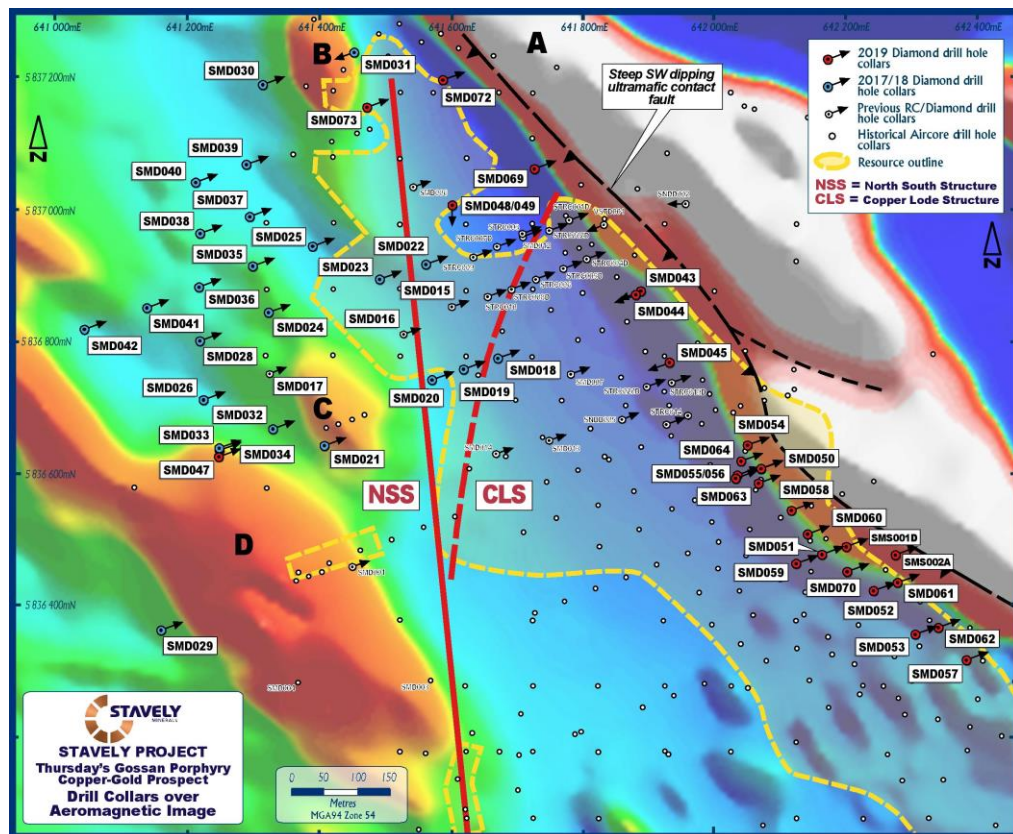 641 000mE
641 200mE
641 400mE
641 600mE
641 800mE
642 000mE
642 200mE
642 400mE
5 837 200mN
5 837 000mN
5 836 800mN
5 836 600mN
5 836 400mN
N
N
A
B
C
D
Steep SW dipping
ultramafic contact
fault
2019 Diamond drill hole
collars
2017/18 Diamond drill
hole collars
Previous RC/Diamond drill
hole collars
Historical Aircore drill hole
collars
Resource outline
NSS = North South Structure
CLS = Copper Lode Structure
SMD030
SMD031
SMD072
SMD073
SMD039
SMD040
SMD069
SMD037
SMD048/049
SMD038
SMD025
SMD022
SMD035
SMD023
SMD015
SMD043
SMD036
SMD044
SMD041
SMD024
SMD016
SMD042
SMD028
SMD045
SMD018
SMD017
SMD019
SMD026
SMD020
SMD032
SMD054
SMD033
SMD034
SMD021
SMD064
SMD050
SMD047
SMD055/056
SMD063
SMD058
NSS
CLS
SMD060
SMS001D
SMD051
SMS002A
SMD059
SMD070
SMD061
SMD052
SMD029
SMD053
SMD062
SMD057
STAVELY
MINERALS
STAVELY PROJECT
Thursday's Gossan Porphyry
Copper-Gold Prospect
Drill Collars over
Aeromagnetic Image
0 50 100 150
Metres
MGA94 Zone 54